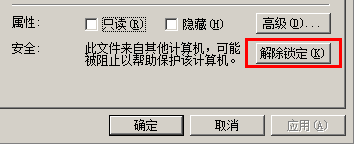 属性： 只读(R) 隐藏(H) 高级(D)...
安全： 此文件来自其他计算机，可能
被阻止以帮助保护该计算机。 解除锁定(K)
确定 取消 应用(A)